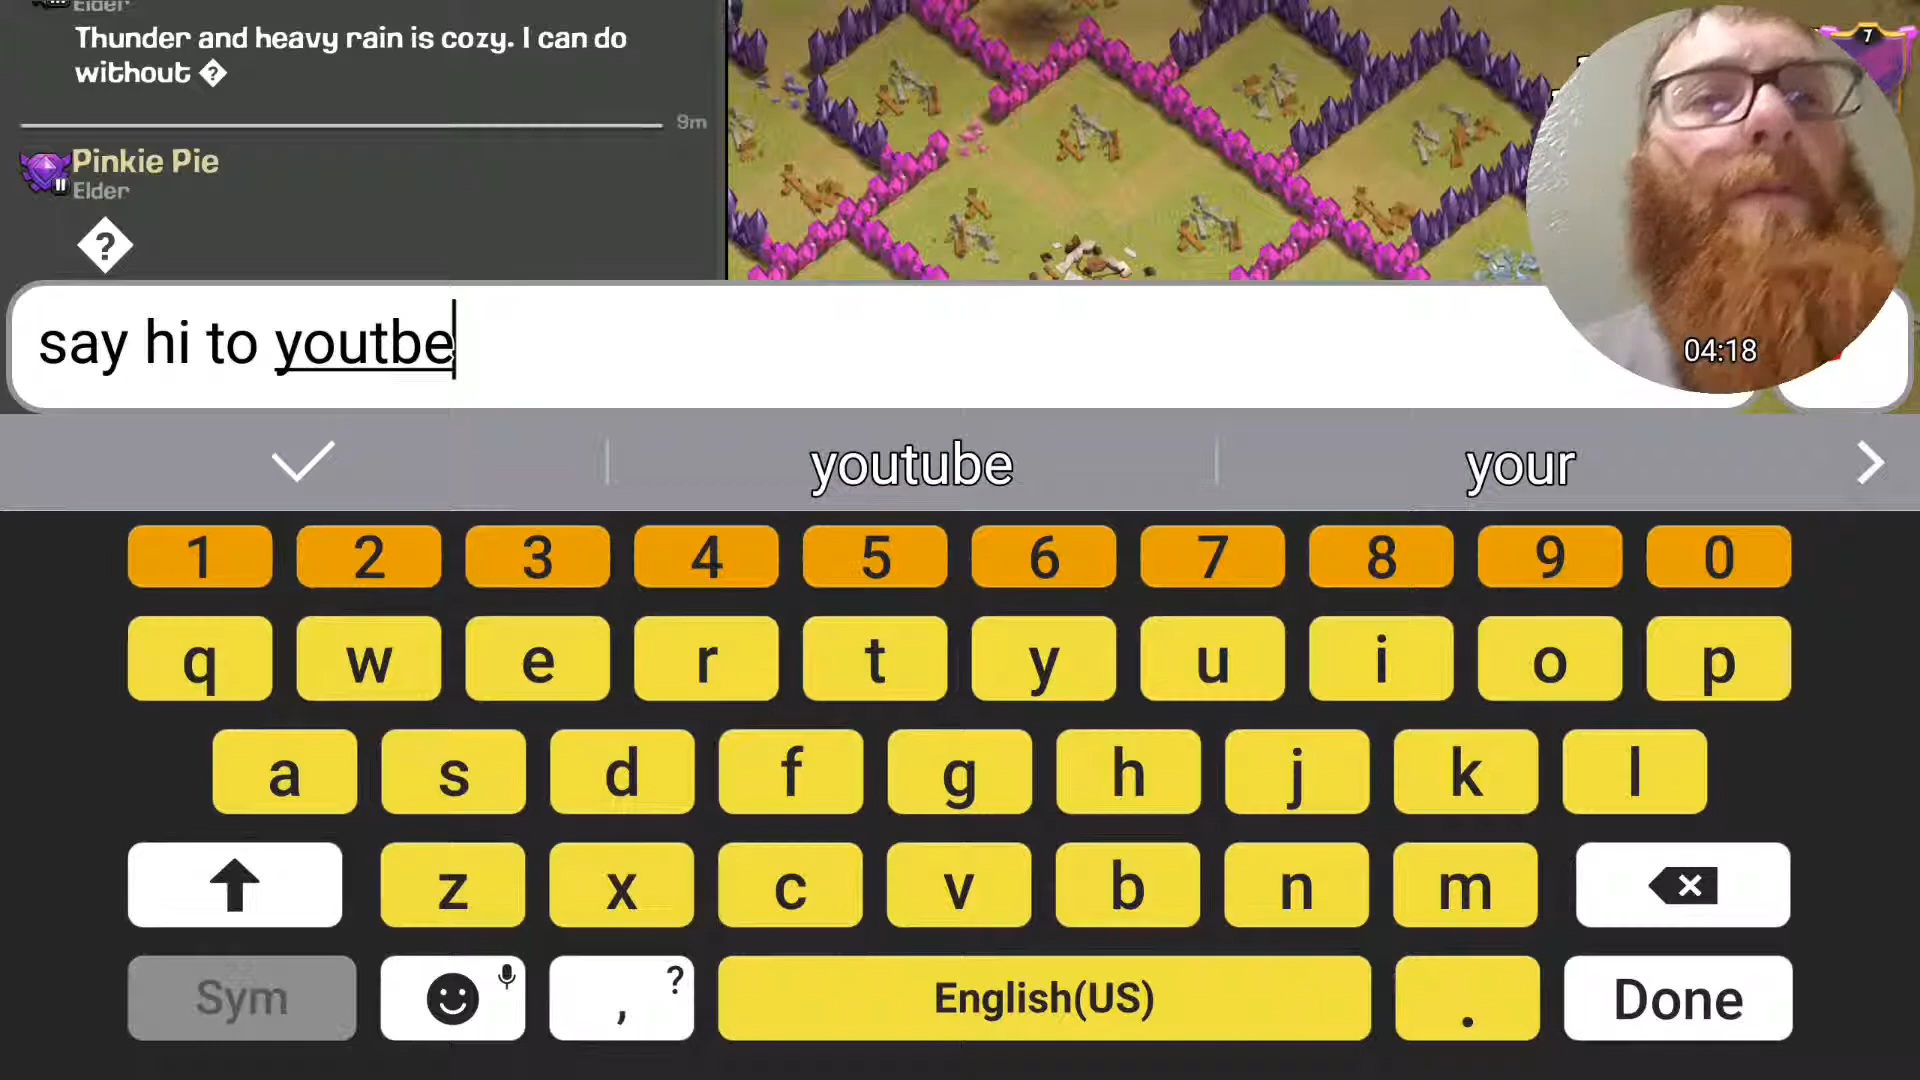 Elder
Thunder and heavy rain is cozy. I can do
without �
9m
Pinkie Pie
Elder
?
7
say hi to youtbe
04:18
youtube
your
1 2 3 4 5 6 7 8 9 0
q w e r t y u i o p
a s d f g h j k l
z x c v b n m
Sym , ? English(US) . Done